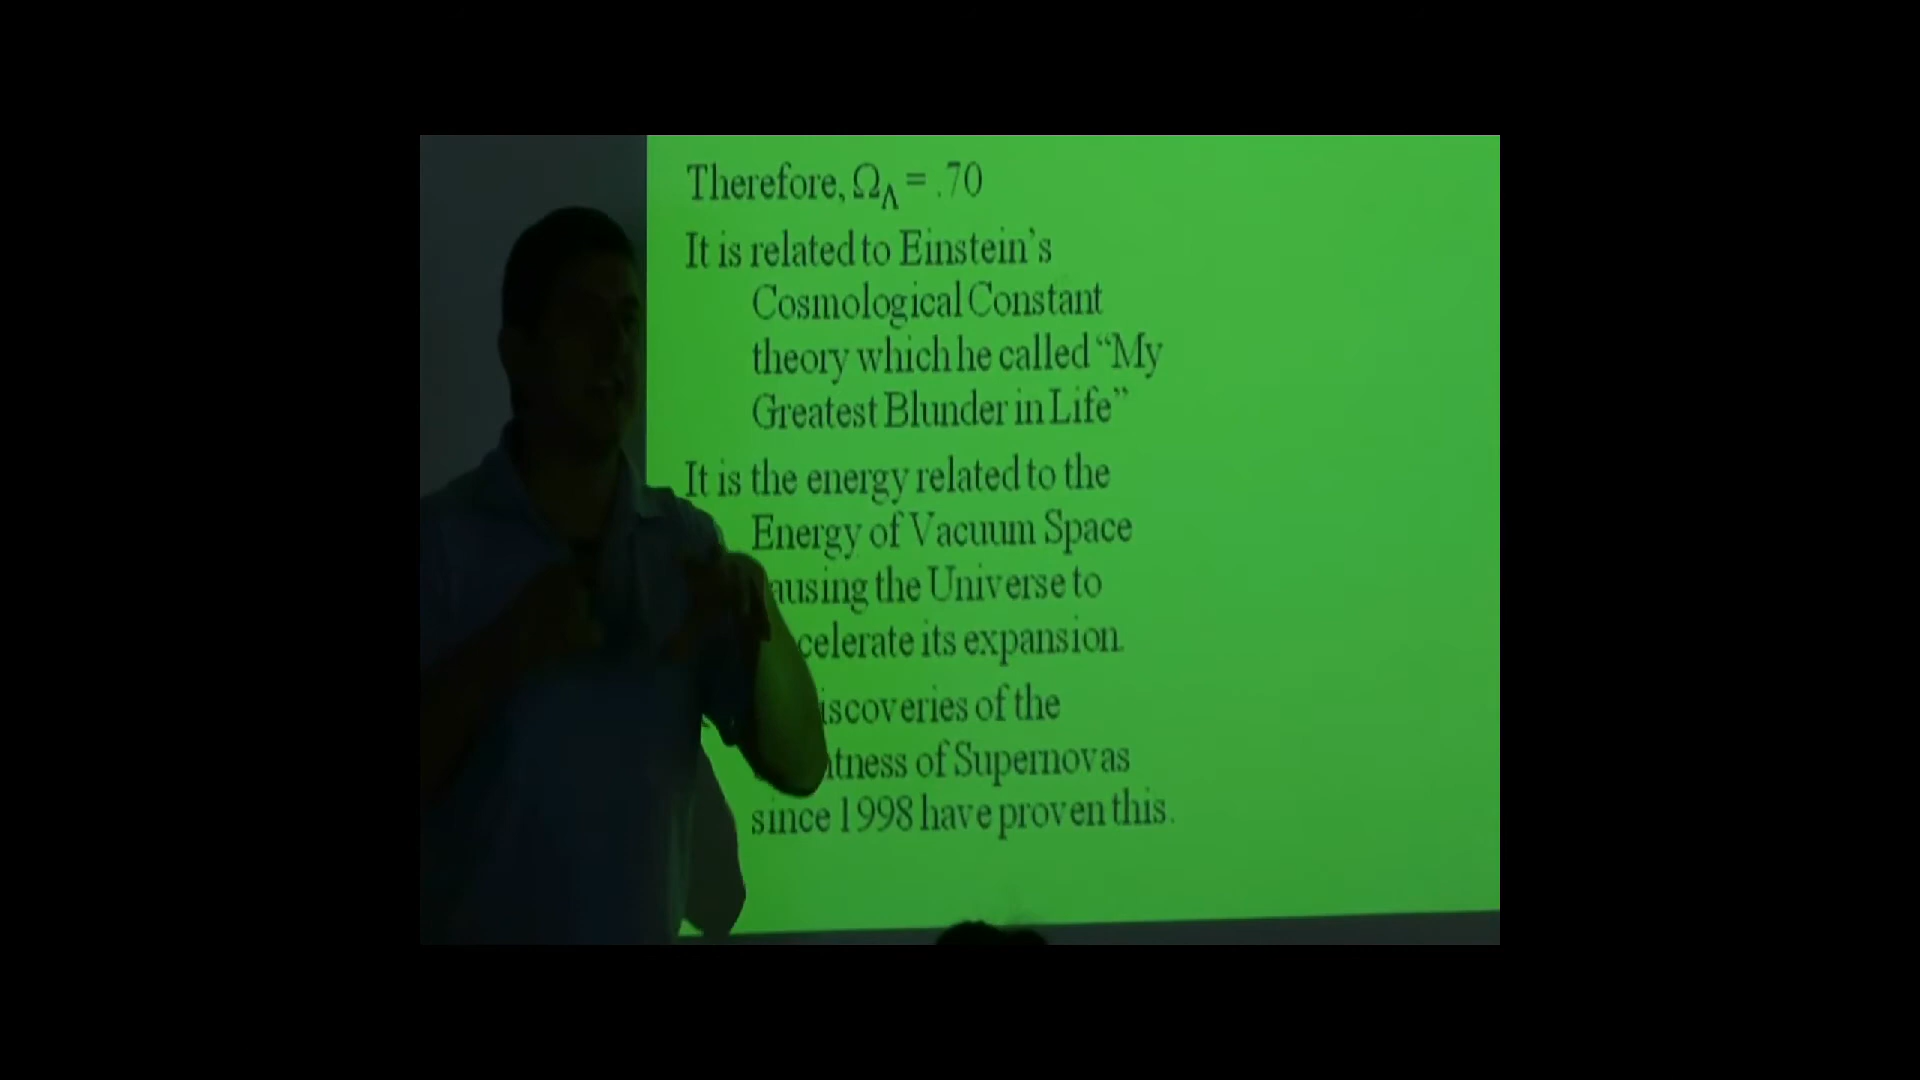 Therefore, Ω_Λ = .70
It is related to Einstein's
Cosmological Constant
theory which he called “My
Greatest Blunder in Life”
It is the energy related to the
Energy of Vacuum Space
ausing the Universe to
celerate its expansion.
iscoveries of the
tness of Supernovas
since 1998 have proven this.